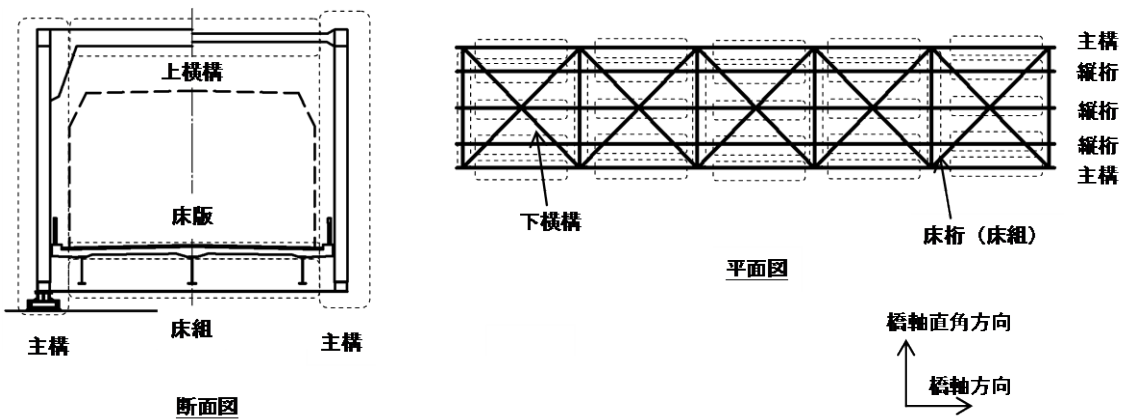 上横構
床版
床組
主構
主構
断面図
主構
縦桁
縦桁
縦桁
主構
下横構
床桁（床組）
平面図
橋軸直角方向
橋軸方向